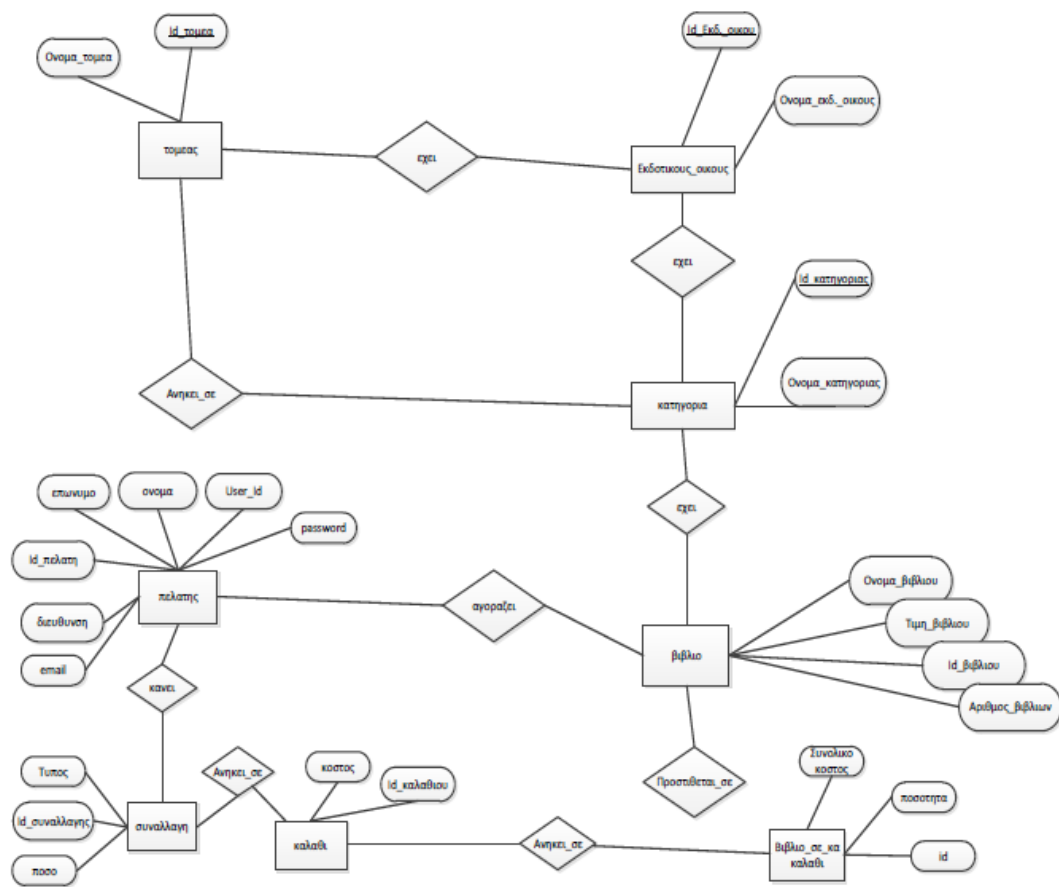 Id_τομεα
Ονομα_τομεα
Id_Εκδ._οικου
Ονομα_εκδ._οικους
τομεας
εχει
Εκδοτικους_οικους
εχει
Id_κατηγοριας
Ανηκει_σε
κατηγορια
Ονομα_κατηγοριας
επωνυμο
ονομα
User_Id
password
Id_πελατη
εχει
πελατης
αγοραζει
Ονομα_βιβλιου
διευθυνση
Τιμη_βιβλιου
email
βιβλιο
Id_βιβλιου
κανει
Αριθμος_βιβλιων
Τυπος
Ανηκει_σε
κοστος
Id_καλαθιου
Προστιθεται_σε
Συνολικο
κοστος
ποσοτητα
Id_συναλλαγης
συναλλαγη
καλαθι
Ανηκει_σε
Βιβλιο_σε_κα
καλαθι
id
ποσο